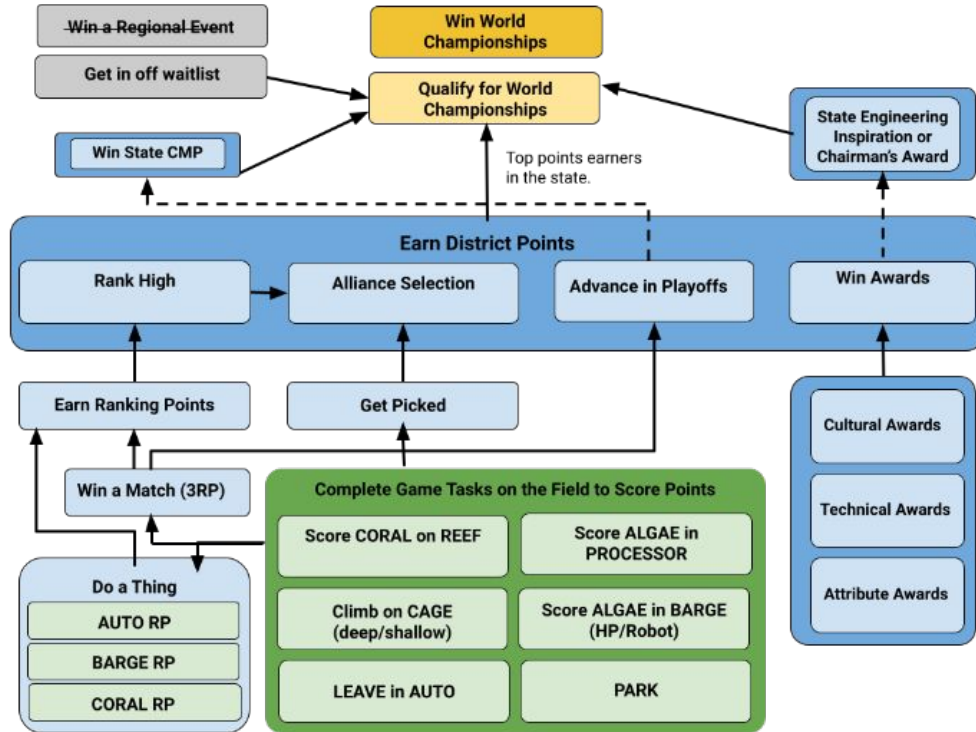 Win a Regional Event
Get in off waitlist
Win World
Championships
Qualify for World
Championships
State Engineering
Inspiration or
Chairman's Award
Win State CMP
Top points earners
in the state.
Earn District Points
Rank High
Alliance Selection
Advance in Playoffs
Win Awards
Earn Ranking Points
Get Picked
Win a Match (3RP)
Complete Game Tasks on the Field to Score Points
Score CORAL on REEF
Score ALGAE in
PROCESSOR
Climb on CAGE
(deep/shallow)
Score ALGAE in BARGE
(HP/Robot)
LEAVE in AUTO
PARK
Do a Thing
AUTO RP
BARGE RP
CORAL RP
Cultural Awards
Technical Awards
Attribute Awards